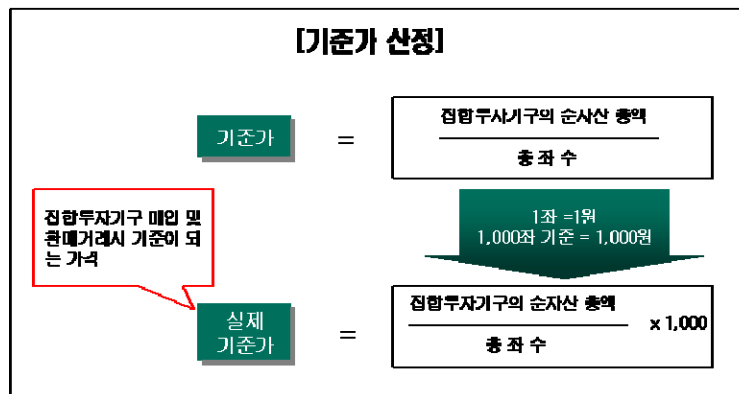 [기준가 산정]
기준가
=
집합투자기구의 순자산 총액
총 좌 수
집합투자기구 매입 및
환매거래시 기준이 되
는 가격
1좌 =1원
1,000좌 기준 = 1,000원
실제
기준가
=
집합투자기구의 순자산 총액
x 1,000
총 좌 수